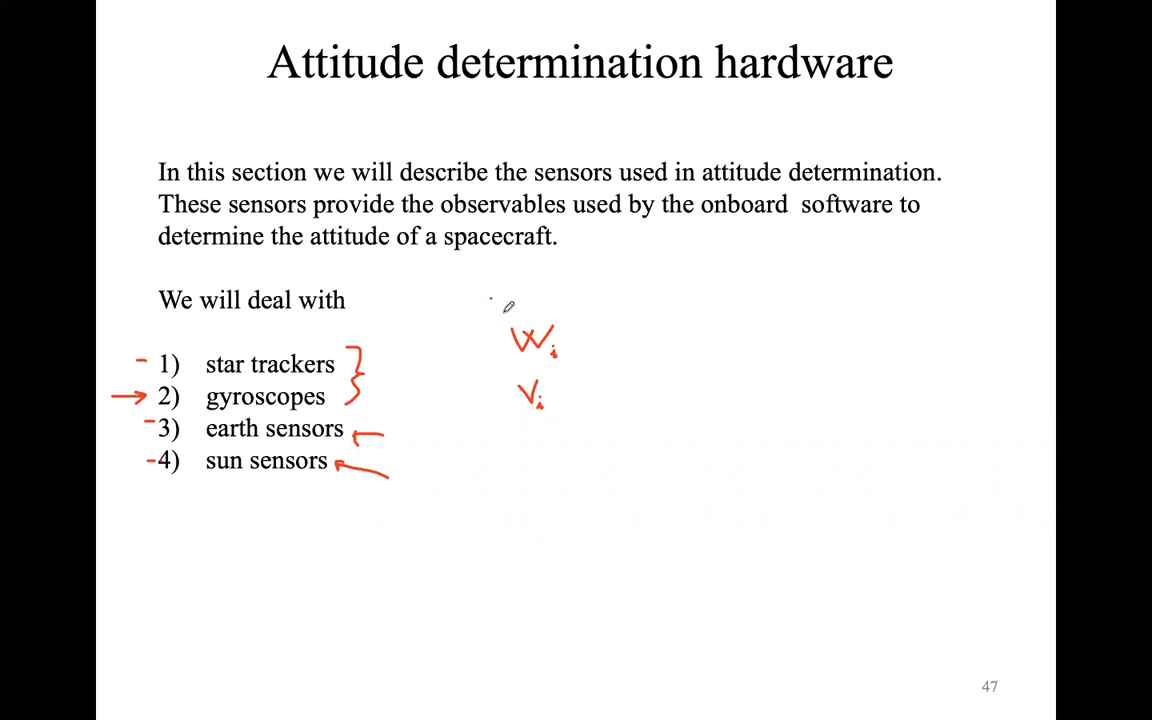 Attitude determination hardware
In this section we will describe the sensors used in attitude determination.
These sensors provide the observables used by the onboard software to
determine the attitude of a spacecraft.
We will deal with
1) star trackers
2) gyroscopes
3) earth sensors
4) sun sensors
Wi
Vi
47